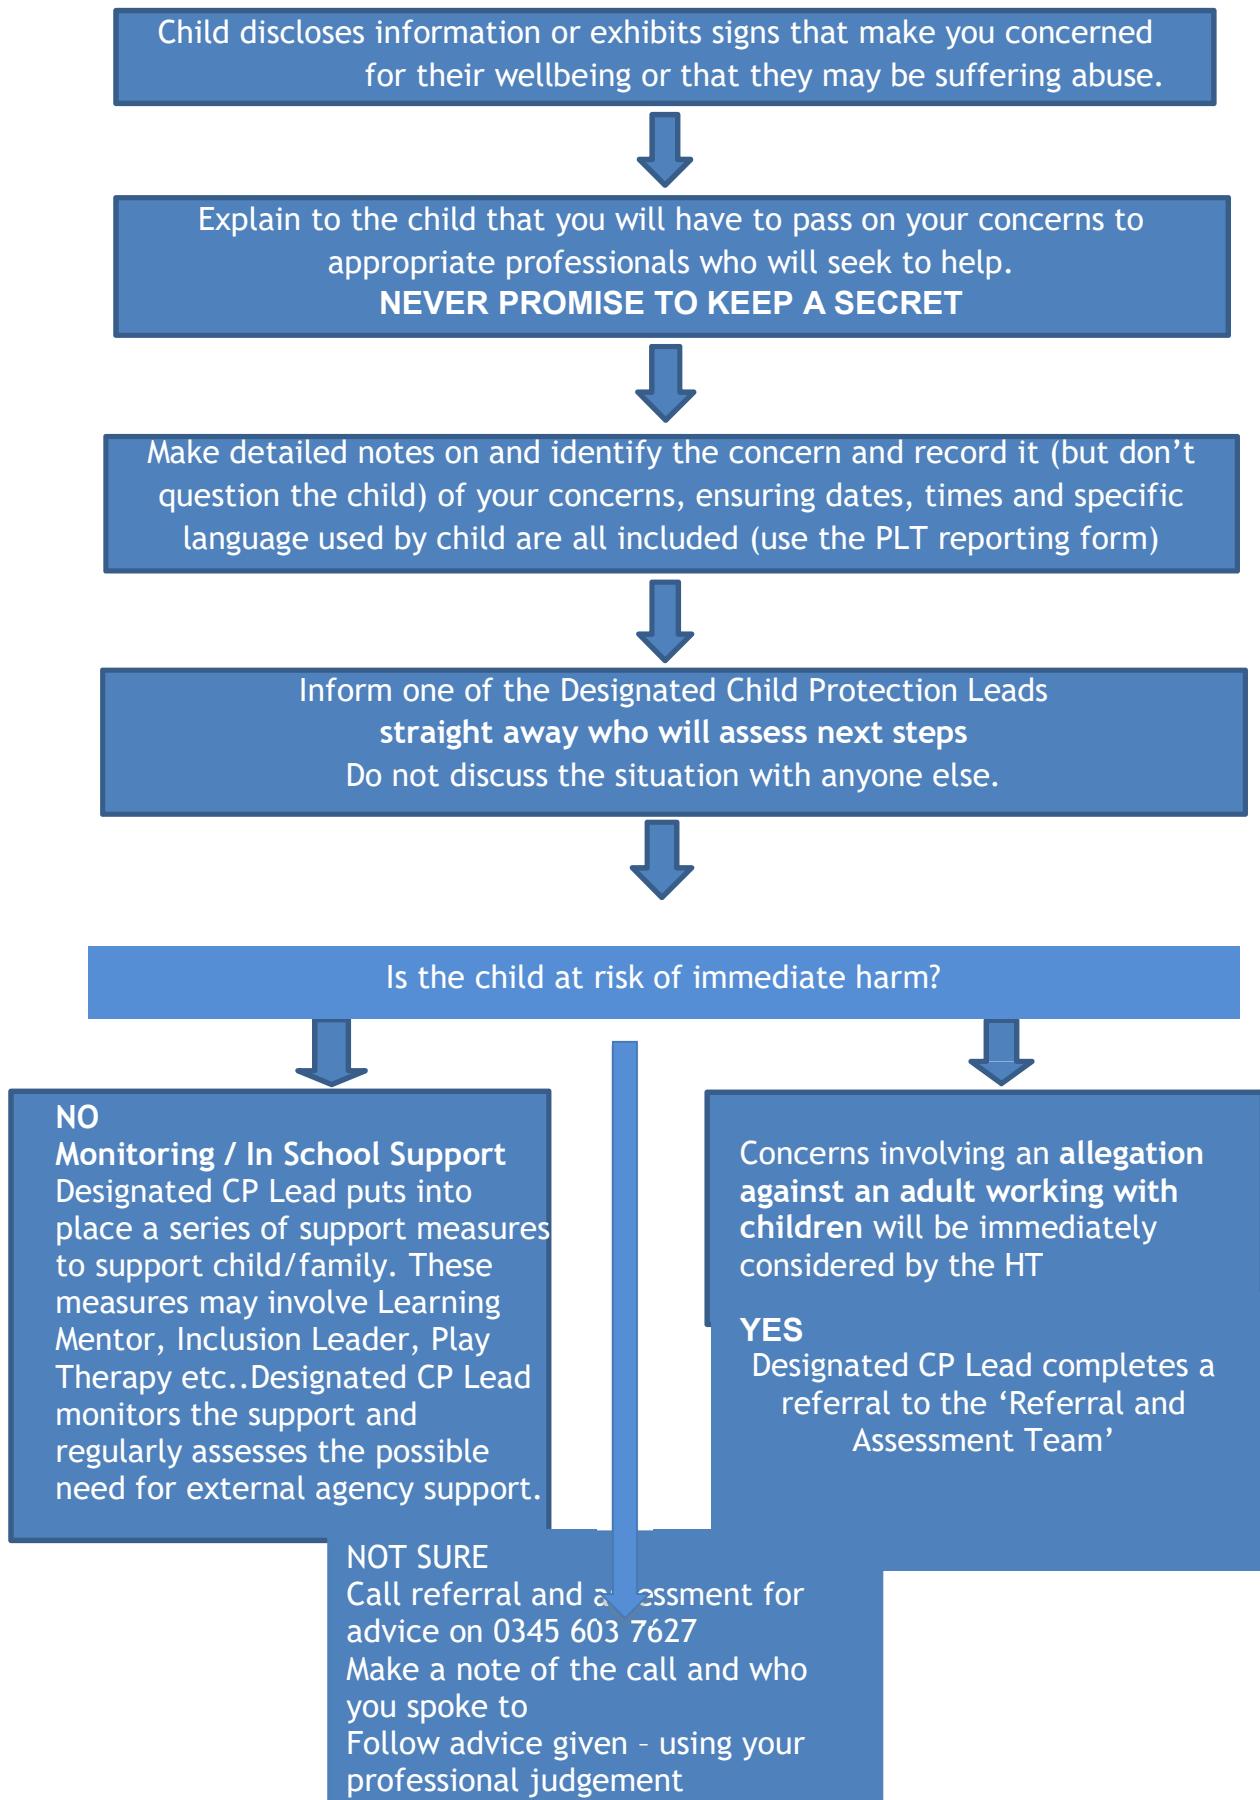 Child discloses information or exhibits signs that make you concerned
for their wellbeing or that they may be suffering abuse.
Explain to the child that you will have to pass on your concerns to
appropriate professionals who will seek to help.
NEVER PROMISE TO KEEP A SECRET
Make detailed notes on and identify the concern and record it (but don’t
question the child) of your concerns, ensuring dates, times and specific
language used by child are all included (use the PLT reporting form)
Inform one of the Designated Child Protection Leads
straight away who will assess next steps
Do not discuss the situation with anyone else.
Is the child at risk of immediate harm?
NO
Monitoring / In School Support
Designated CP Lead puts into
place a series of support measures
to support child/family. These
measures may involve Learning
Mentor, Inclusion Leader, Play
Therapy etc..Designated CP Lead
monitors the support and
regularly assesses the possible
need for external agency support.
Concerns involving an allegation
against an adult working with
children will be immediately
considered by the HT
YES
Designated CP Lead completes a
referral to the ‘Referral and
Assessment Team’
NOT SURE
Call referral and assessment for
advice on 0345 603 7627
Make a note of the call and who
you spoke to
Follow advice given – using your
professional judgement